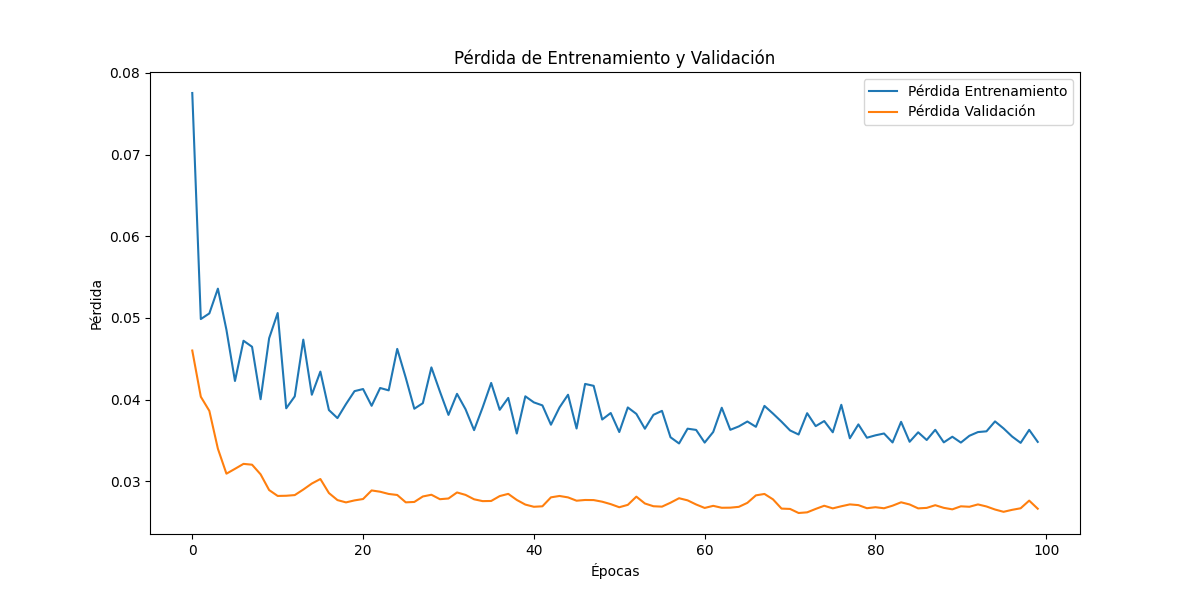 Pérdida de Entrenamiento y Validación
Pérdida Entrenamiento
Pérdida Validación
0.08
0.07
0.06
0.05
0.04
0.03
Pérdida
0
20
40
60
80
100
Épocas